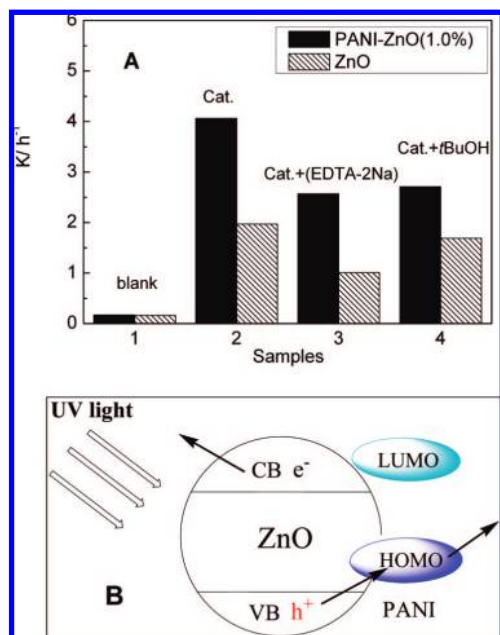 A
PANI-ZnO(1.0%)
ZnO
K/ h⁻¹
6
5
4
3
2
1
0
blank
Cat.
Cat.+(EDTA-2Na)
Cat.+tBuOH
1 2 3 4
Samples
UV light
CB e⁻
LUMO
ZnO
HOMO
VB h⁺
PANI
B